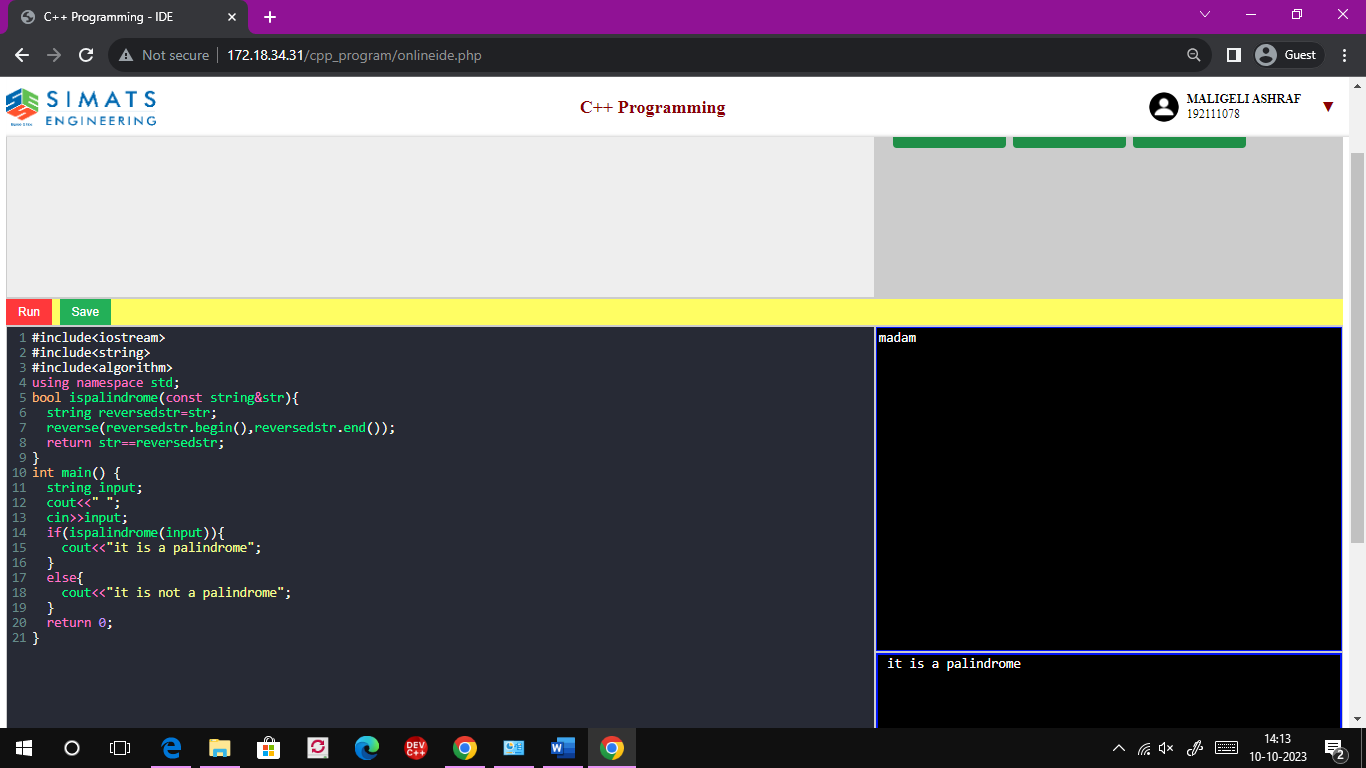 C++ Programming - IDE
Not secure 172.18.34.31/cpp_program/onlineide.php
Guest
SIMATS
ENGINEERING
C++ Programming
MALIGELI ASHRAF
192111078
Run Save
1 #include<iostream>
2 #include<string>
3 #include<algorithm>
4 using namespace std;
5 bool ispalindrome(const string&str){
6 string reversedstr=str;
7 reverse(reversedstr.begin(),reversedstr.end());
8 return str==reversedstr;
9 }
10 int main() {
11 string input;
12 cout<<" ";
13 cin>>input;
14 if(ispalindrome(input)){
15 cout<<"it is a palindrome";
16 }
17 else{
18 cout<<"it is not a palindrome";
19 }
20 return 0;
21 }
madam
it is a palindrome
DEV
C++
W
14:13
10-10-2023
2